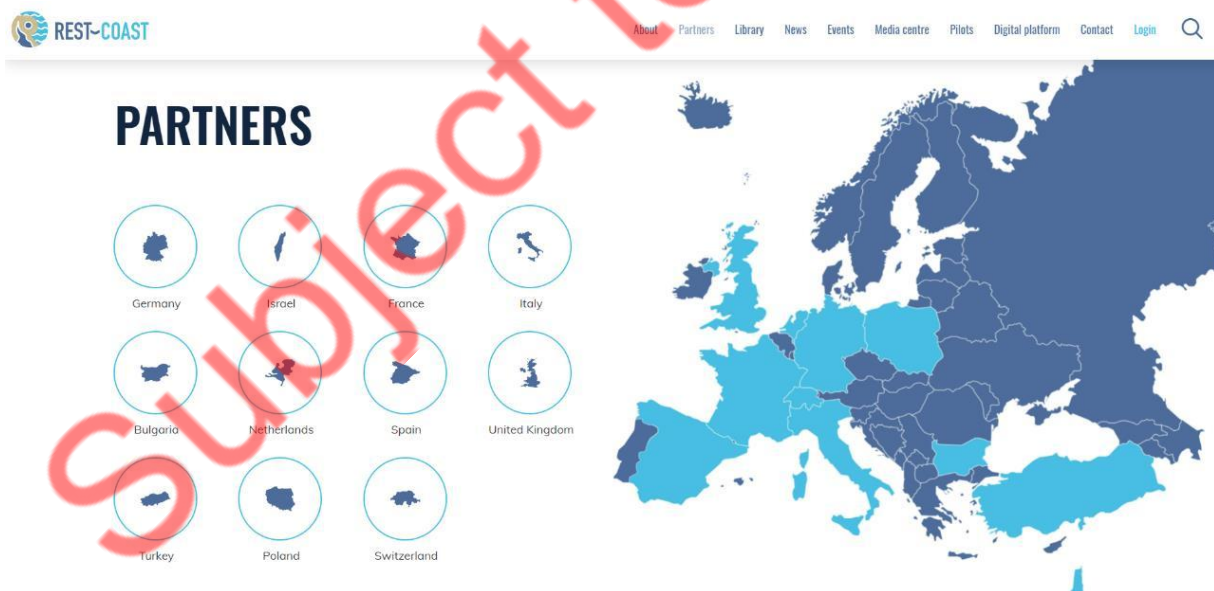 REST~COAST
About Partners Library News Events Media centre Pilots Digital platform Contact Login
PARTNERS
Germany Israel France Italy
Bulgaria Netherlands Spain United Kingdom
Turkey Poland Switzerland
Subject